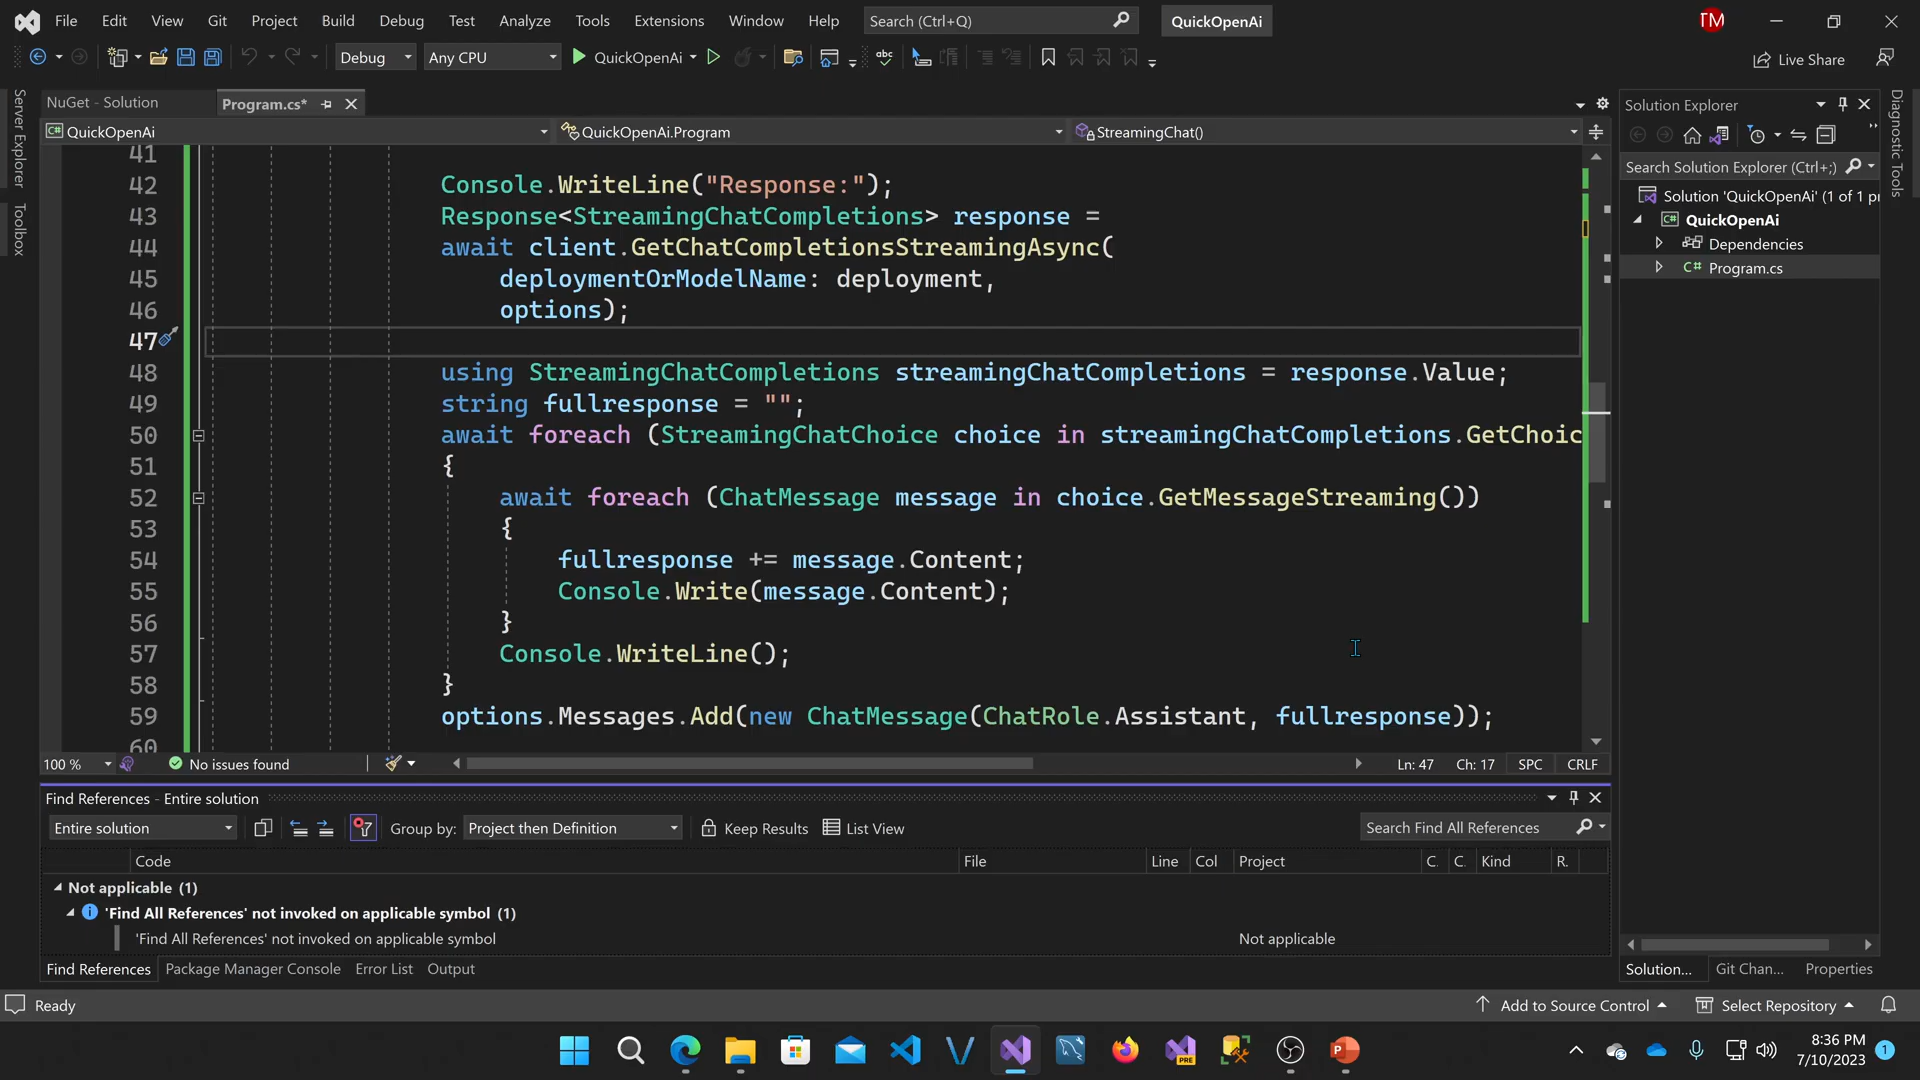 File Edit View Git Project Build Debug Test Analyze Tools Extensions Window Help Search (Ctrl+Q) QuickOpenAi TM
Debug Any CPU QuickOpenAi abc Live Share
NuGet - Solution Program.cs* Solution Explorer
QuickOpenAi QuickOpenAi.Program StreamingChat()
Server Explorer
Toolbox
Diagnostic Tools
Search Solution Explorer (Ctrl+;)
Solution 'QuickOpenAi' (1 of 1 pr
C# QuickOpenAi
Dependencies
C# Program.cs
41
42 Console.WriteLine("Response:");
43 Response<StreamingChatCompletions> response =
44 await client.GetChatCompletionsStreamingAsync(
45 deploymentOrModelName: deployment,
46 options);
47
48 using StreamingChatCompletions streamingChatCompletions = response.Value;
49 string fullresponse = "";
50 await foreach (StreamingChatChoice choice in streamingChatCompletions.GetChoic
51 {
52 await foreach (ChatMessage message in choice.GetMessageStreaming())
53 {
54 fullresponse += message.Content;
55 Console.Write(message.Content);
56 }
57 Console.WriteLine();
58 }
59 options.Messages.Add(new ChatMessage(ChatRole.Assistant, fullresponse));
60
100 % No issues found Ln: 47 Ch: 17 SPC CRLF
Find References - Entire solution
Entire solution Group by: Project then Definition Keep Results List View Search Find All References
Code File Line Col Project C. C. Kind R.
Not applicable (1)
'Find All References' not invoked on applicable symbol (1)
'Find All References' not invoked on applicable symbol Not applicable
Find References Package Manager Console Error List Output Solution... Git Chan... Properties
Ready Add to Source Control Select Repository
8:36 PM
7/10/2023 1